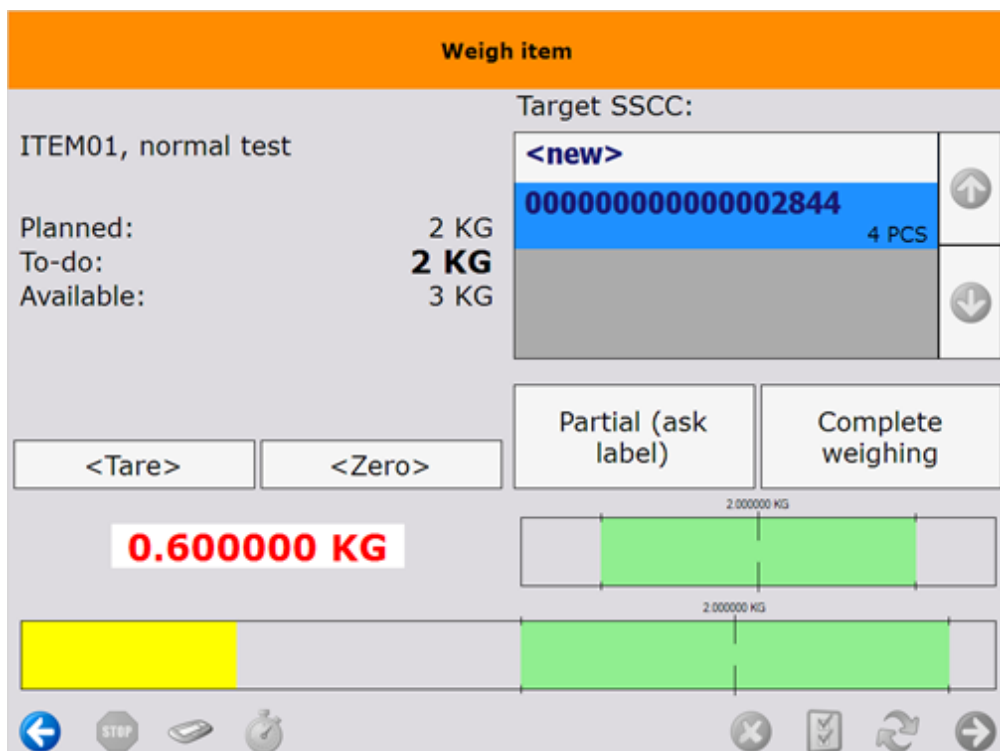 Weigh item
Target SSCC:
ITEM01, normal test
<new>
000000000000002844
4 PCS
Planned: 2 KG
To-do: 2 KG
Available: 3 KG
Partial (ask
label)
Complete
weighing
<Tare>
<Zero>
2.000000 KG
0.600000 KG
2.000000 KG
STOP